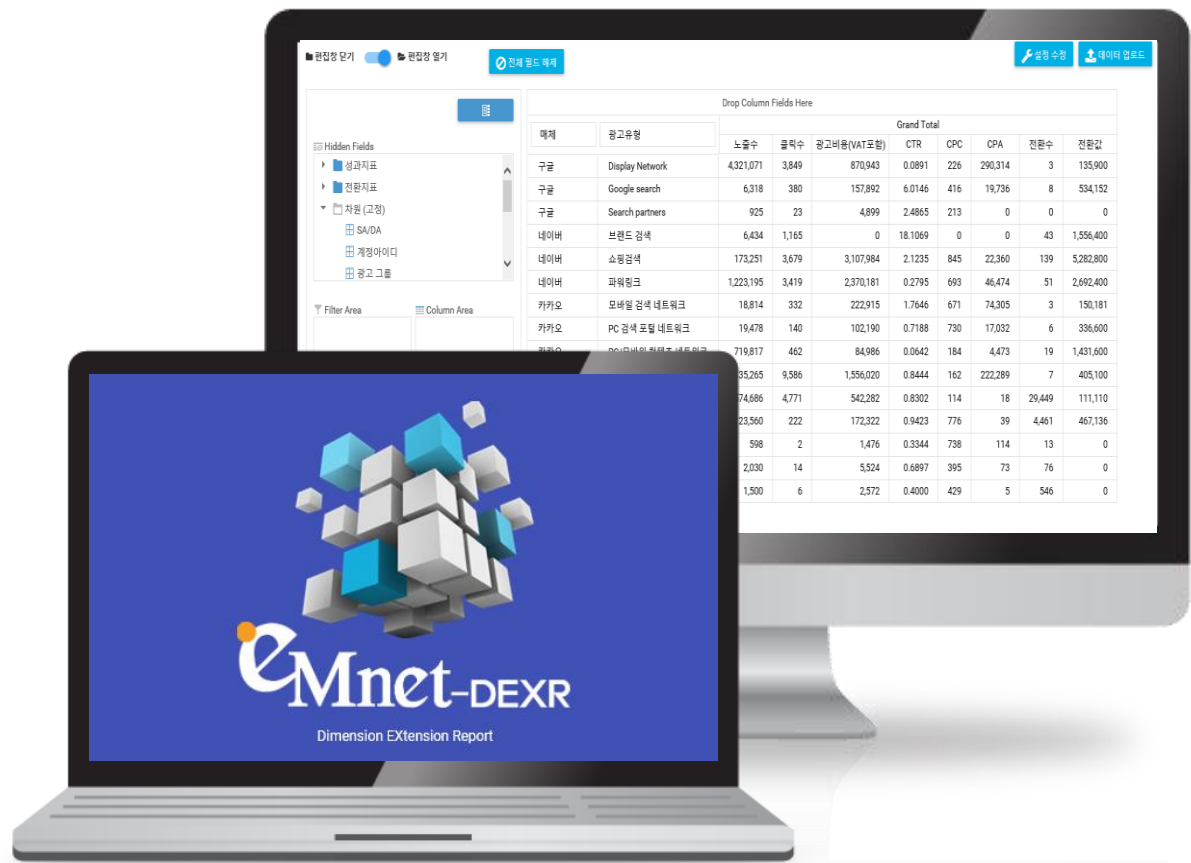 편집창 닫기 편집창 열기 전체 필드 해제 설정 수정 데이터 업로드
Drop Column Fields Here
Grand Total
매체 광고유형 노출수 클릭수 광고비용(VAT포함) CTR CPC CPA 전환수 전환값
Hidden Fields
성과지표
전환지표
차원 (고정)
SA/DA
계정아이디
광고 그룹
Filter Area Column Area
구글 Display Network 4,321,071 3,849 870,943 0.0891 226 290,314 3 135,900
구글 Google search 6,318 380 157,892 6.0146 416 19,736 8 534,152
구글 Search partners 925 23 4,899 2.4865 213 0 0 0
네이버 브랜드 검색 6,434 1,165 0 18.1069 0 0 43 1,556,400
네이버 쇼핑검색 173,251 3,679 3,107,984 2.1235 845 22,360 139 5,282,800
네이버 파워링크 1,223,195 3,419 2,370,181 0.2795 693 46,474 51 2,692,400
카카오 모바일 검색 네트워크 18,814 332 222,915 1.7646 671 74,305 3 150,181
카카오 PC 검색 포털 네트워크 19,478 140 102,190 0.7188 730 17,032 6 336,600
719,817 462 84,986 0.0642 184 4,473 19 1,431,600
35,265 9,586 1,556,020 0.8444 162 222,289 7 405,100
74,686 4,771 542,282 0.8302 114 18 29,449 111,110
23,560 222 172,322 0.9423 776 39 4,461 467,136
598 2 1,476 0.3344 738 114 13 0
2,030 14 5,524 0.6897 395 73 76 0
1,500 6 2,572 0.4000 429 5 546 0
eMnet-DEXR
Dimension EXtension Report